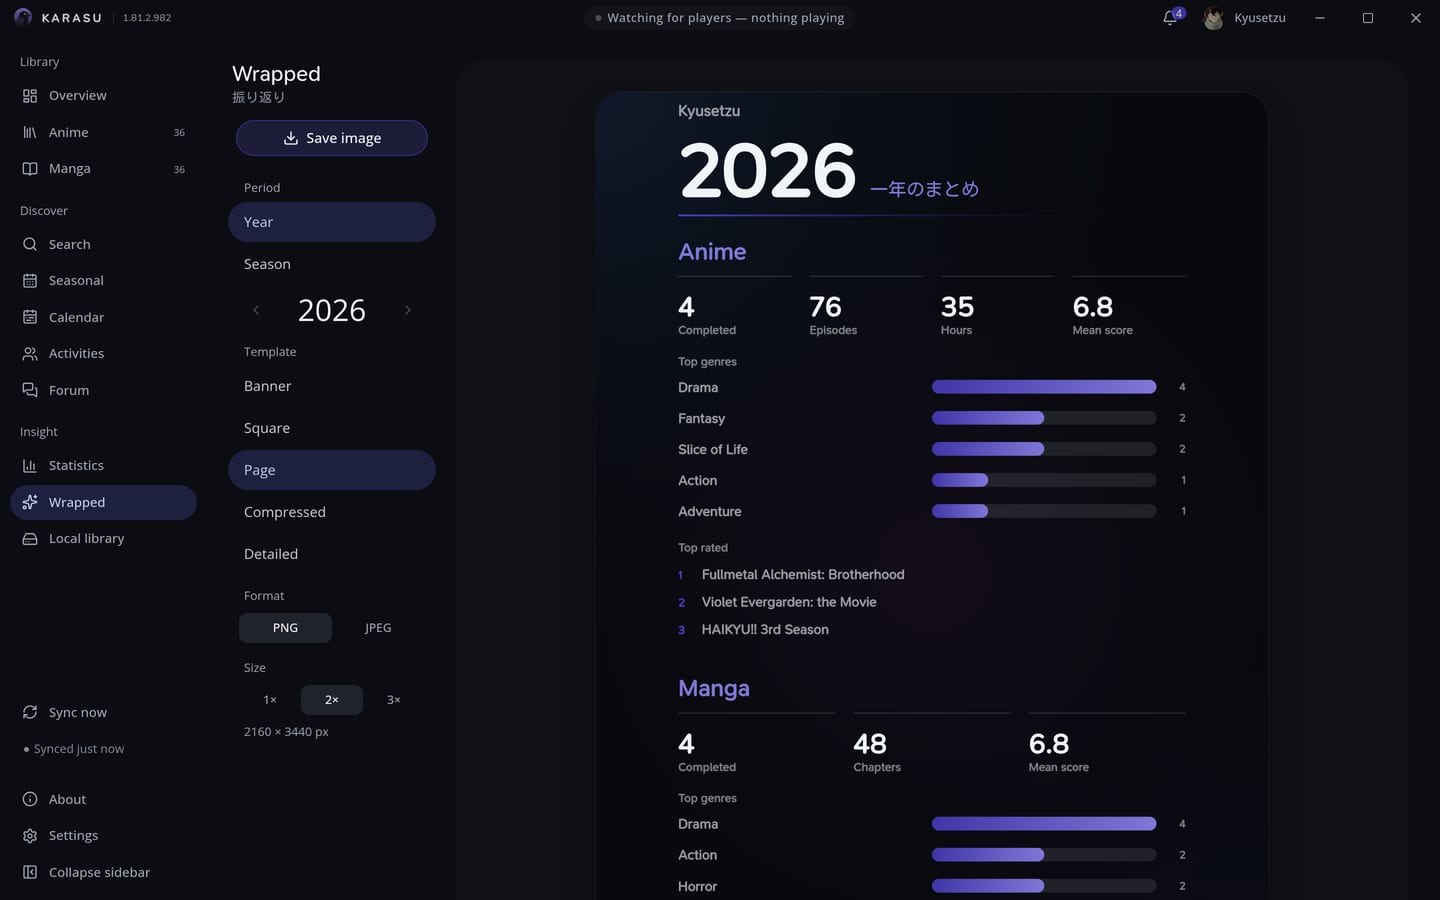 KARASU
1.81.2.982
Watching for players — nothing playing
4
Kyusetzu
Library
Overview
Anime 36
Manga 36
Discover
Search
Seasonal
Calendar
Activities
Forum
Insight
Statistics
Wrapped
Local library
Sync now
Synced just now
About
Settings
Collapse sidebar
Wrapped
振り返り
Save image
Period
Year
Season
2026
Template
Banner
Square
Page
Compressed
Detailed
Format
PNG JPEG
Size
1× 2× 3×
2160 × 3440 px
Kyusetzu
2026 一年のまとめ
Anime
4 76 35 6.8
Completed Episodes Hours Mean score
Top genres
Drama 4
Fantasy 2
Slice of Life 2
Action 1
Adventure 1
Top rated
1 Fullmetal Alchemist: Brotherhood
2 Violet Evergarden: the Movie
3 HAIKYU!! 3rd Season
Manga
4 48 6.8
Completed Chapters Mean score
Top genres
Drama 4
Action 2
Horror 2